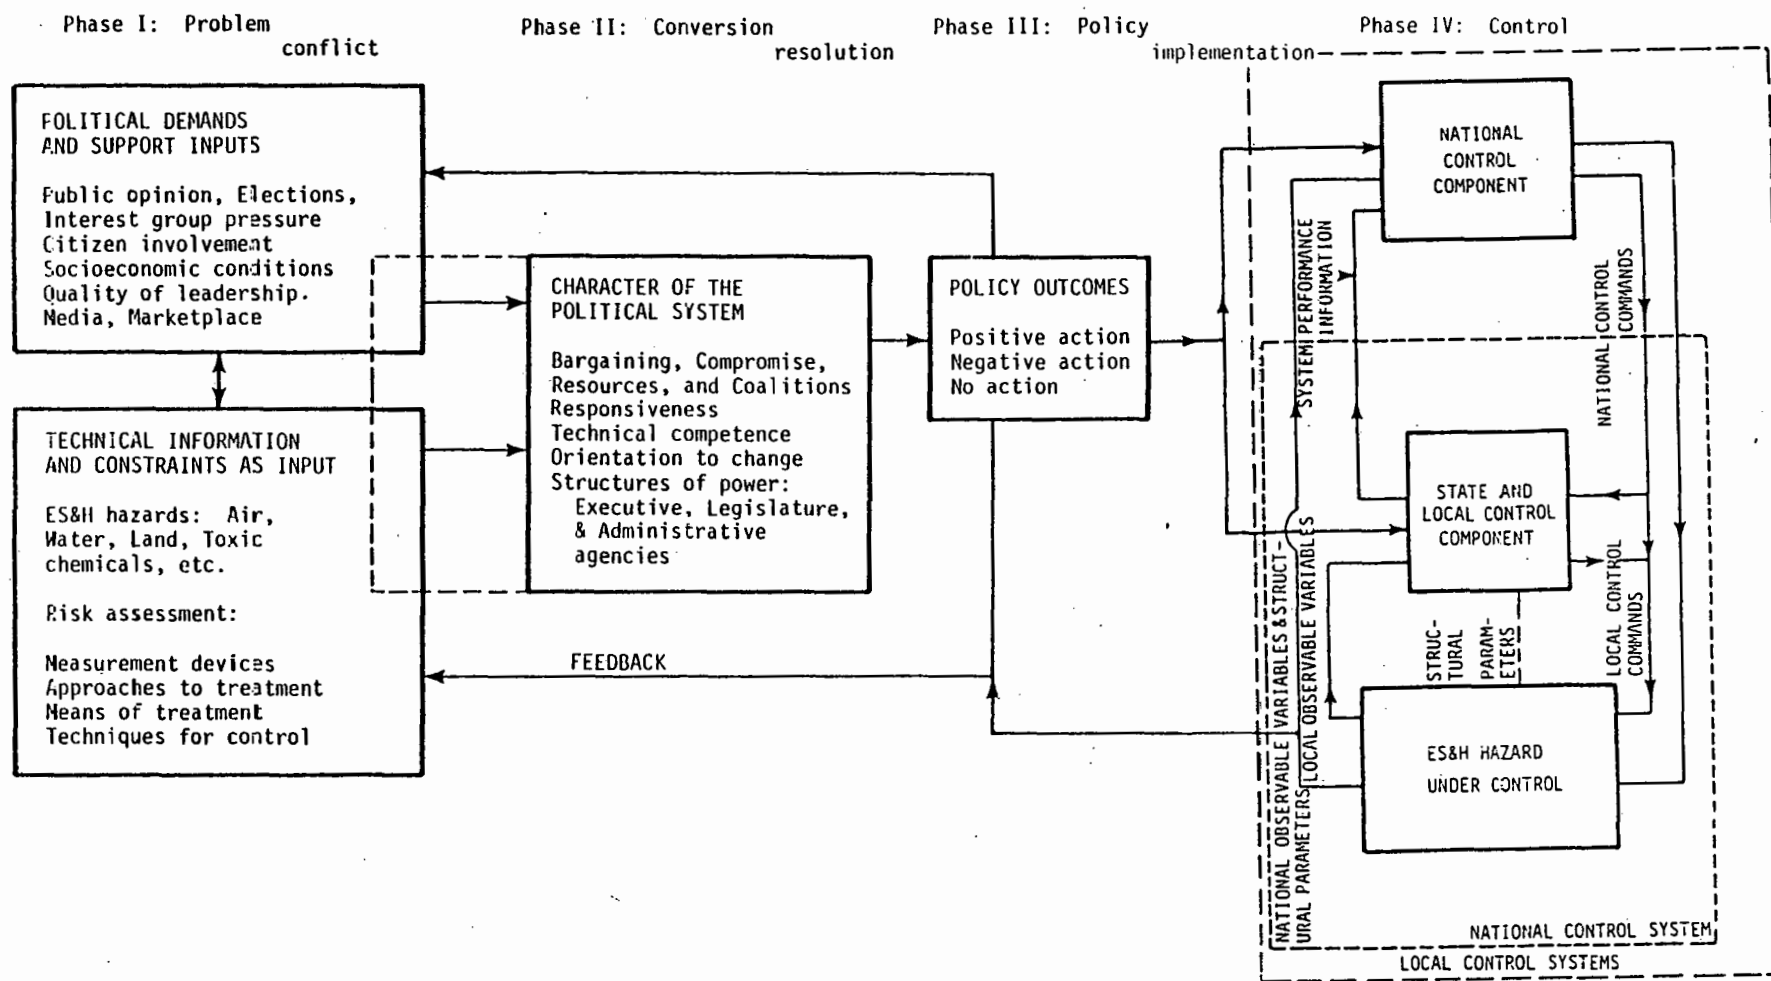 Phase I: Problem
conflict
Phase II: Conversion
resolution
Phase III: Policy
implementation
Phase IV: Control
FOLITICAL DEMANDS
AND SUPPORT INPUTS
Public opinion, Elections,
Interest group pressure
Citizen involvement
Socioeconomic conditions
Quality of leadership.
Media, Marketplace
TECHNICAL INFORMATION
AND CONSTRAINTS AS INPUT
ES&H hazards: Air,
Water, Land, Toxic
chemicals, etc.
Risk assessment:
Measurement devices
Approaches to treatment
Means of treatment
Techniques for control
CHARACTER OF THE
POLITICAL SYSTEM
Bargaining, Compromise,
Resources, and Coalitions
Responsiveness
Technical competence
Orientation to change
Structures of power:
Executive, Legislature,
& Administrative
agencies
FEEDBACK
POLICY OUTCOMES
Positive action
Negative action
No action
NATIONAL
CONTROL
COMPONENT
SYSTEM PERFORMANCE
INFORMATION
NATIONAL CONTROL
COMMANDS
STATE AND
LOCAL CONTROL
COMPONENT
NATIONAL OBSERVABLE VARIABLES & STRUCT-
URAL PARAMETERS
LOCAL OBSERVABLE VARIABLES
STRUC-
TURAL
PARAM-
ETERS
LOCAL CONTROL
COMMANDS
ES&H HAZARD
UNDER CONTROL
NATIONAL CONTROL SYSTEM
LOCAL CONTROL SYSTEMS